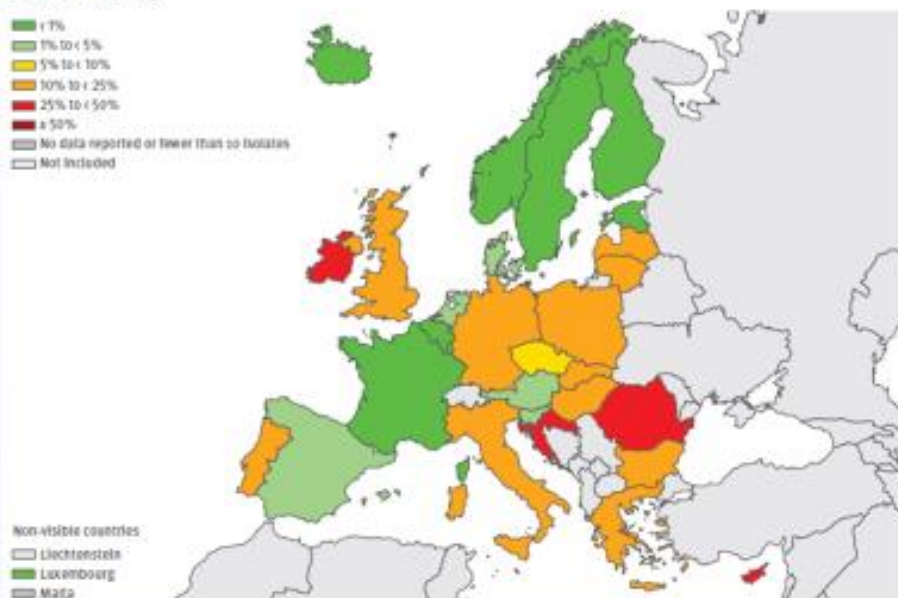 < 1%
1% to < 5%
5% to < 10%
10% to < 25%
25% to < 50%
≥ 50%
No data reported or fewer than 10 isolates
Not included
Non-visible countries
Liechtenstein
Luxembourg
Malta